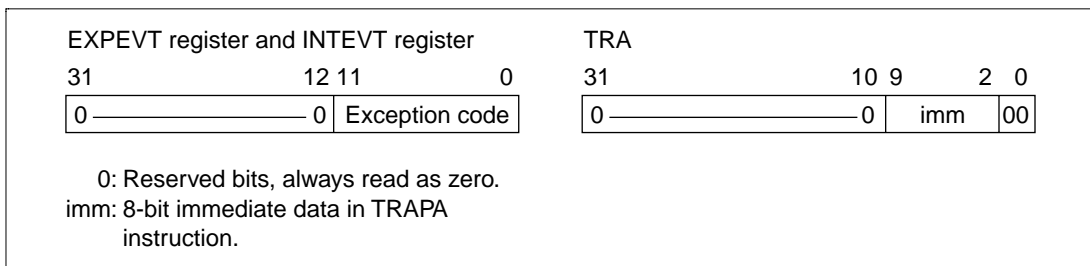 EXPEVT register and INTEVT register
31 12 11 0
0 0 Exception code
TRA
31 10 9 2 0
0 0 imm 00
0: Reserved bits, always read as zero.
imm: 8-bit immediate data in TRAPA
instruction.